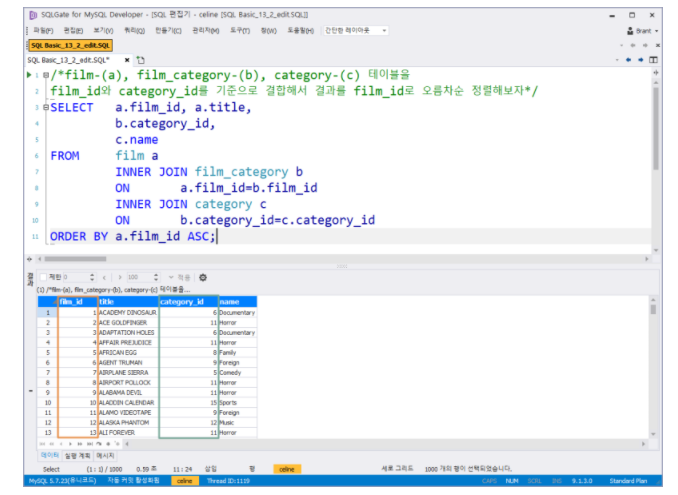 SQLGate for MySQL Developer - [SQL 편집기 - celine [SQL Basic_13_2_edit.SQL]]
파일(F) 편집(E) 보기(V) 쿼리(Q) 만들기(C) 관리자(M) 도구(T) 창(W) 도움말(H) 간단한 레이아웃 Brant
SQL Basic_13_2_edit.SQL
SQL Basic_13_2_edit.SQL*
1 /*film-(a), film_category-(b), category-(c) 테이블을
2 film_id와 category_id를 기준으로 결합해서 결과를 film_id로 오름차순 정렬해보자*/
3 SELECT a.film_id, a.title,
4 b.category_id,
5 c.name
6 FROM film a
7 INNER JOIN film_category b
8 ON a.film_id=b.film_id
9 INNER JOIN category c
10 ON b.category_id=c.category_id
11 ORDER BY a.film_id ASC;
결과
제한 0 100 적용
(1) /*film-(a), film_category-(b), category-(c) 테이블을...
film_id title category_id name
1 1 ACADEMY DINOSAUR 6 Documentary
2 2 ACE GOLDFINGER 11 Horror
3 3 ADAPTATION HOLES 6 Documentary
4 4 AFFAIR PREJUDICE 11 Horror
5 5 AFRICAN EGG 8 Family
6 6 AGENT TRUMAN 9 Foreign
7 7 AIRPLANE SIERRA 5 Comedy
8 8 AIRPORT POLLOCK 11 Horror
9 9 ALABAMA DEVIL 11 Horror
10 10 ALADDIN CALENDAR 15 Sports
11 11 ALAMO VIDEOTAPE 9 Foreign
12 12 ALASKA PHANTOM 12 Music
13 13 ALI FOREVER 11 Horror
데이터 실행 계획 메시지
Select (1 : 1) / 1000 0.59 초 11 : 24 삽입 평 celine 세로 그리드 1000 개의 행이 선택되었습니다.
MySQL 5.7.23(유니코드) 자동 커밋 활성화됨 celine Thread ID:1119 CAPS NUM SCRL INS 9.1.3.0 Standard Plan